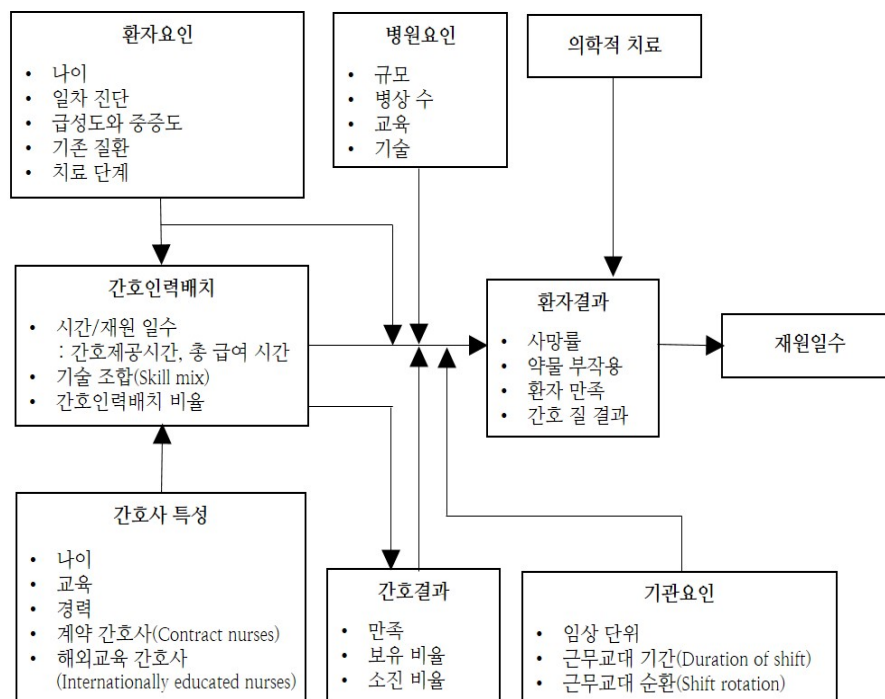 환자요인
• 나이
• 일차 진단
• 급성도와 중증도
• 기존 질환
• 치료 단계
병원요인
• 규모
• 병상 수
• 교육
• 기술
의학적 치료
간호인력배치
• 시간/재원 일수
: 간호제공시간, 총 급여 시간
• 기술 조합(Skill mix)
• 간호인력배치 비율
환자결과
• 사망률
• 약물 부작용
• 환자 만족
• 간호 질 결과
재원일수
간호사 특성
• 나이
• 교육
• 경력
• 계약 간호사(Contract nurses)
• 해외교육 간호사
(Internationally educated nurses)
간호결과
• 만족
• 보유 비율
• 소진 비율
기관요인
• 임상 단위
• 근무교대 기간(Duration of shift)
• 근무교대 순환(Shift rotation)